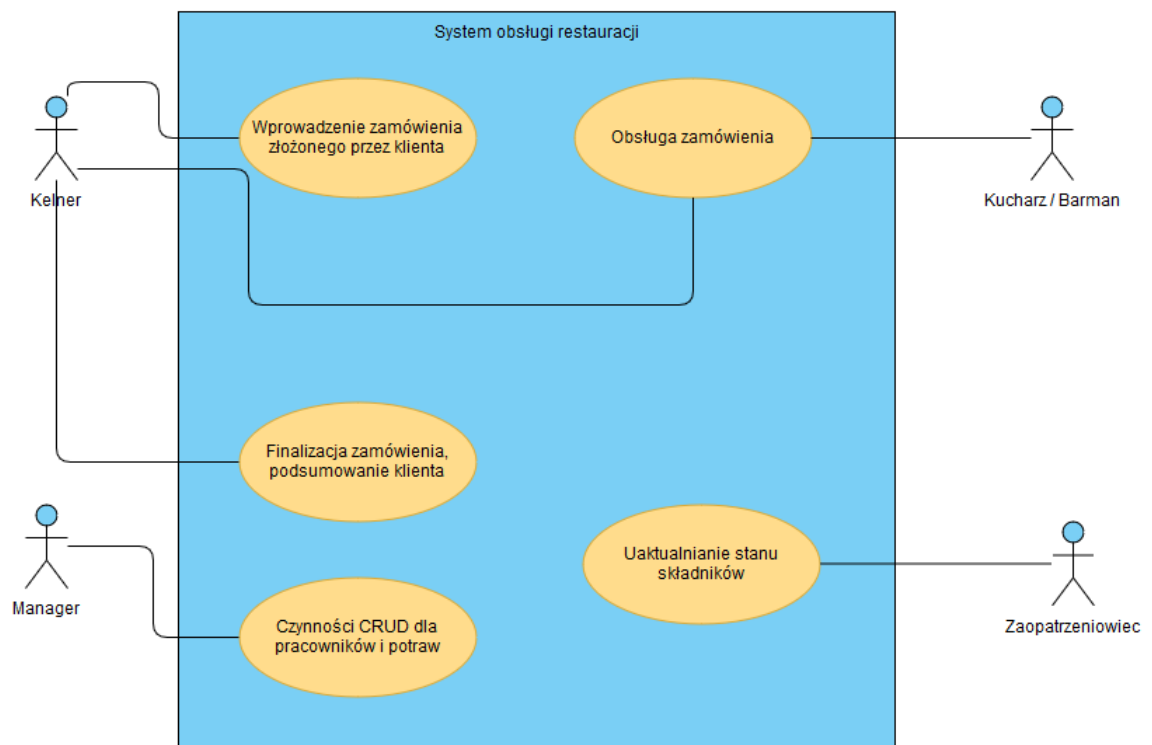 System obsługi restauracji
Wprowadzenie zamówienia
złożonego przez klienta
Obsługa zamówienia
Kelner
Kucharz / Barman
Finalizacja zamówienia,
podsumowanie klienta
Uaktualnianie stanu
składników
Manager
Czynności CRUD dla
pracowników i potraw
Zaopatrzeniowiec